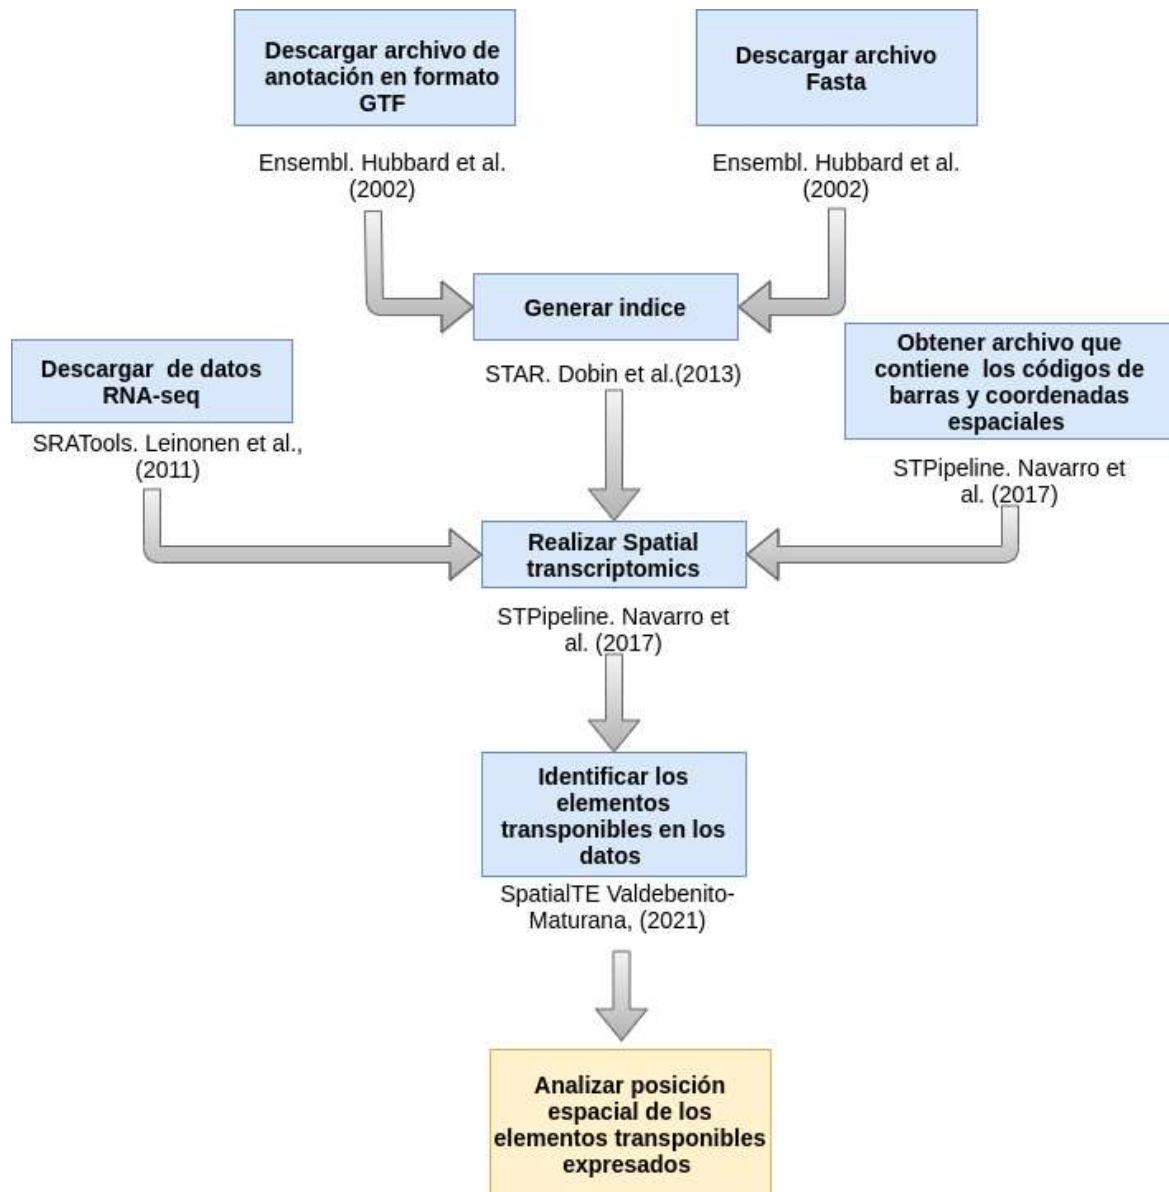 Descargar archivo de
anotación en formato
GTF
Descargar archivo
Fasta
Ensembl. Hubbard et al.
(2002)
Ensembl. Hubbard et al.
(2002)
Generar indice
STAR. Dobin et al.(2013)
Descargar de datos
RNA-seq
SRATools. Leinonen et al.,
(2011)
Obtener archivo que
contiene los códigos de
barras y coordenadas
espaciales
STPipeline. Navarro et
al. (2017)
Realizar Spatial
transcriptomics
STPipeline. Navarro et
al. (2017)
Identificar los
elementos
transponibles en los
datos
SpatialTE Valdebenito-
Maturana, (2021)
Analizar posición
espacial de los
elementos transponibles
expresados